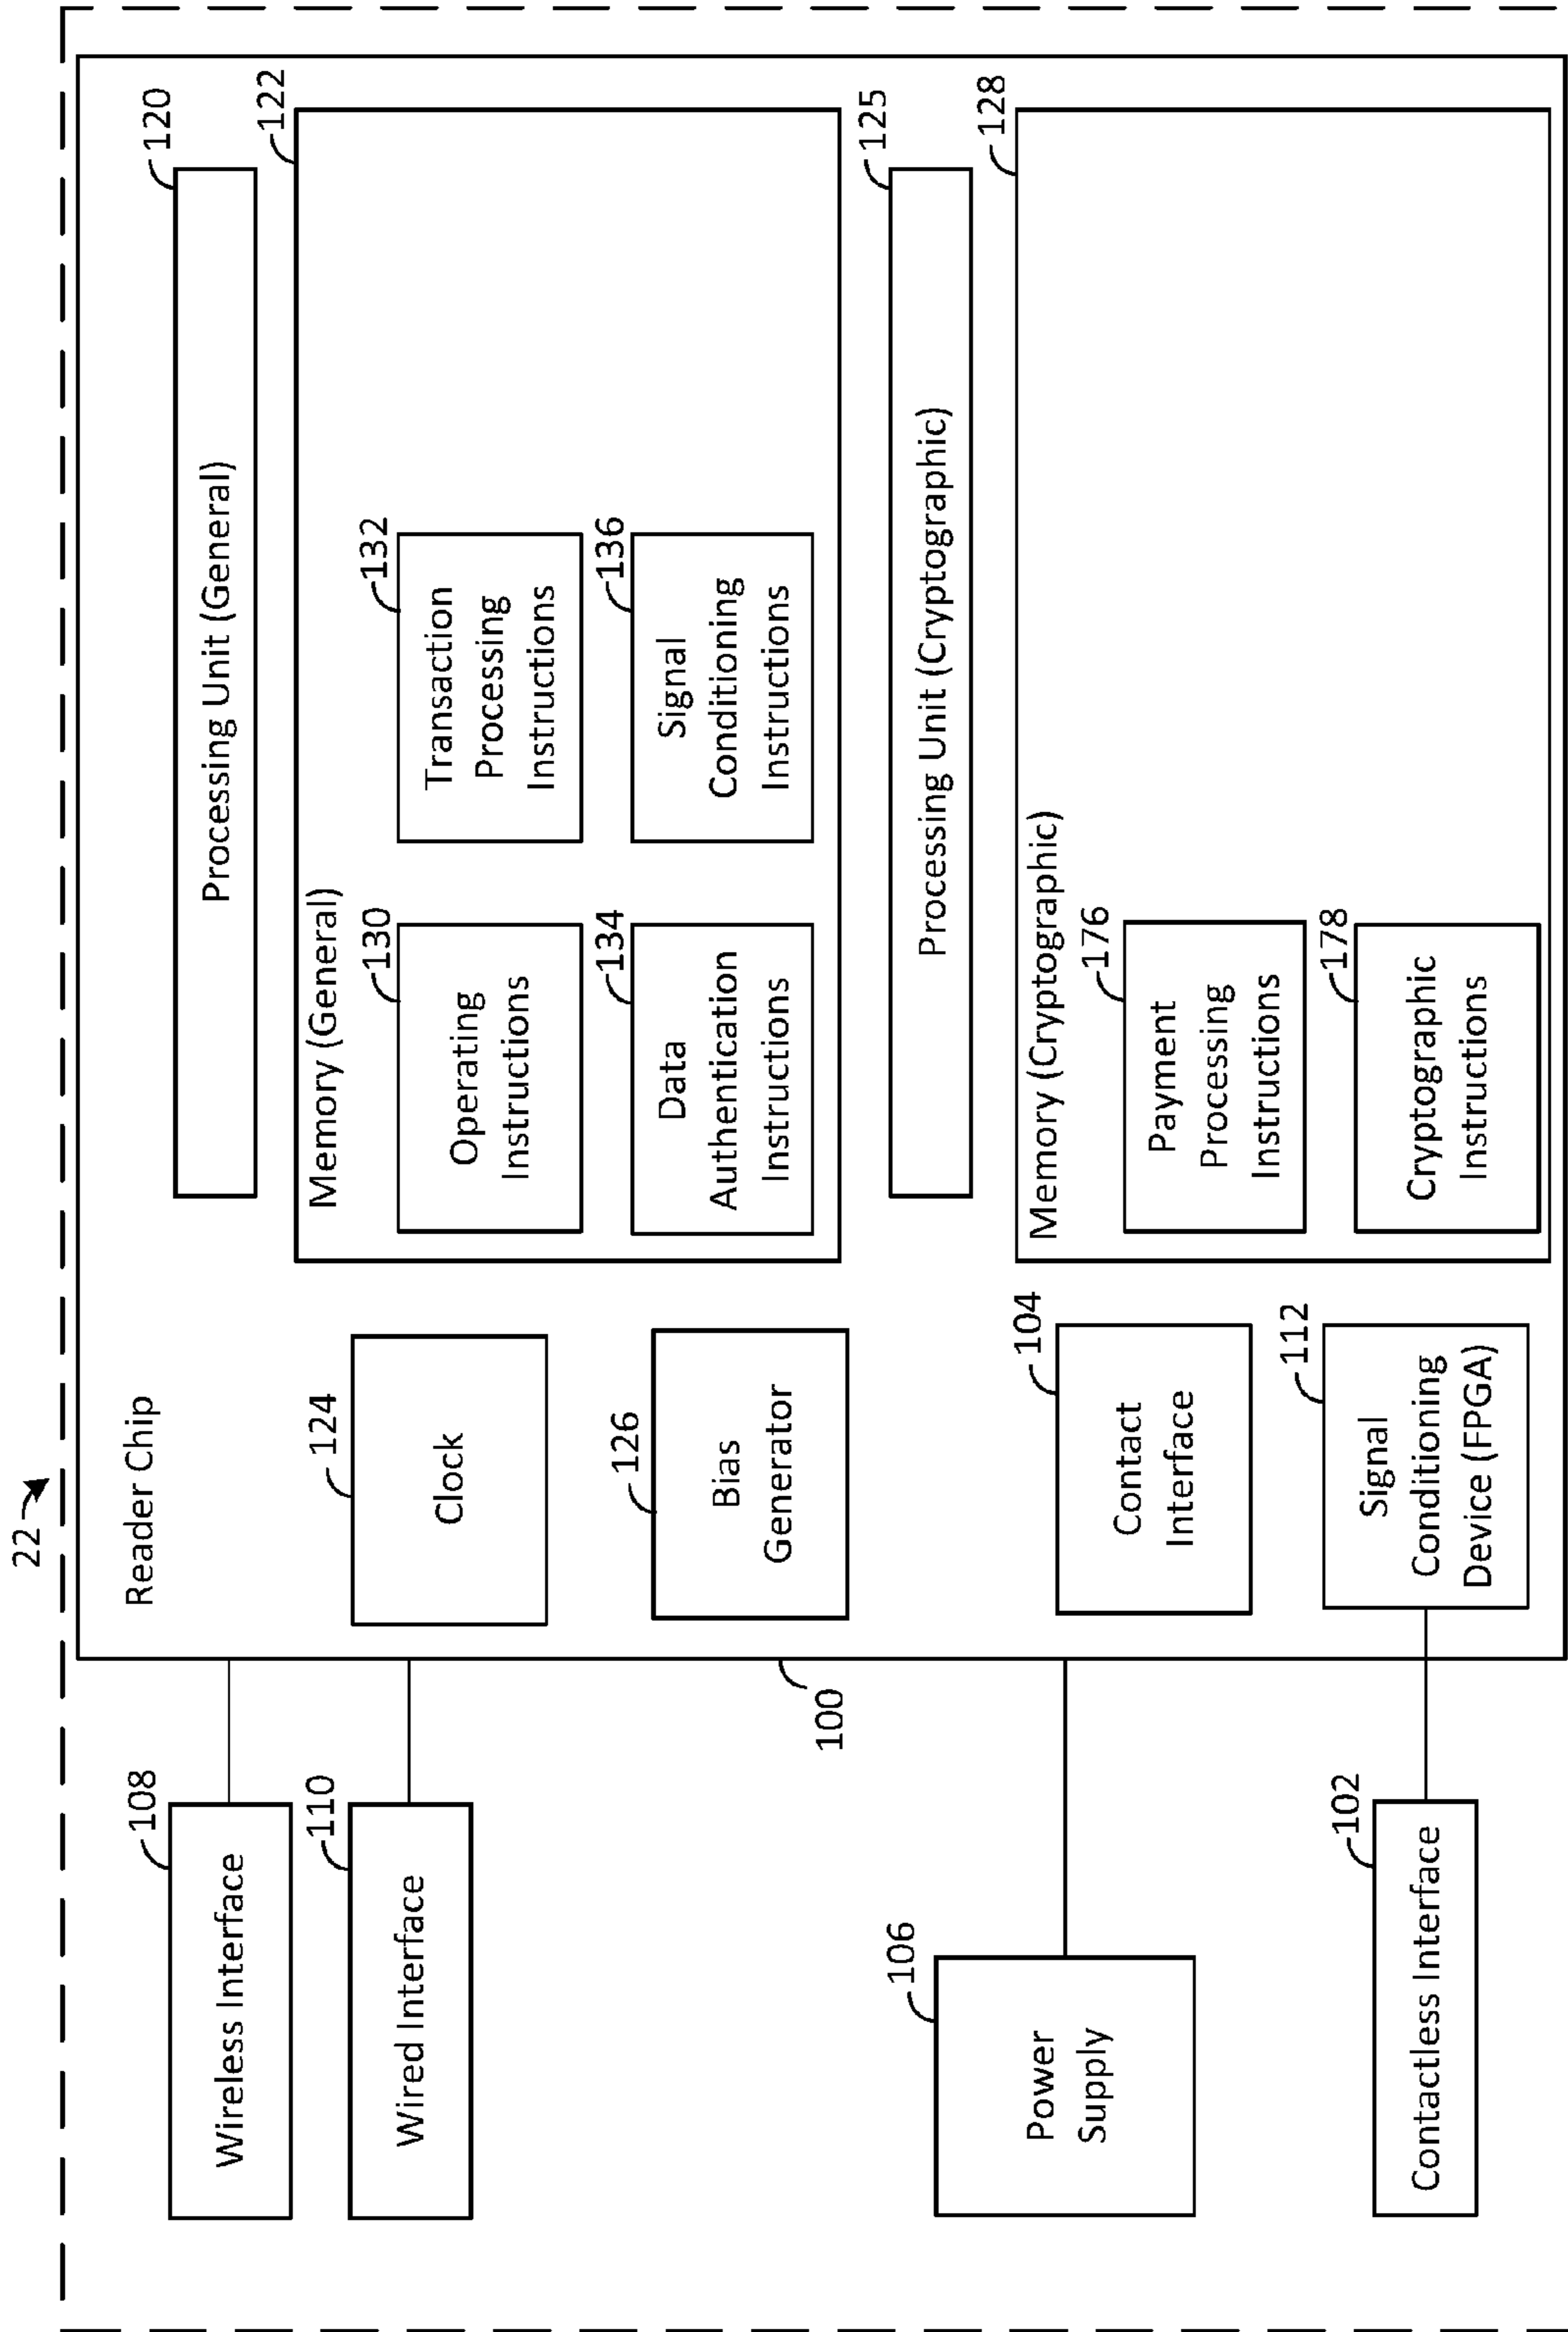 22
Reader Chip
108
Wireless Interface
110
Wired Interface
106
Power
Supply
102
Contactless Interface
100
124
Clock
126
Bias
Generator
104
Contact
Interface
112
Signal
Conditioning
Device (FPGA)
120
Processing Unit (General)
122
Memory (General)
130
Operating
Instructions
132
Transaction
Processing
Instructions
134
Data
Authentication
Instructions
136
Signal
Conditioning
Instructions
125
Processing Unit (Cryptographic)
128
Memory (Cryptographic)
176
Payment
Processing
Instructions
178
Cryptographic
Instructions